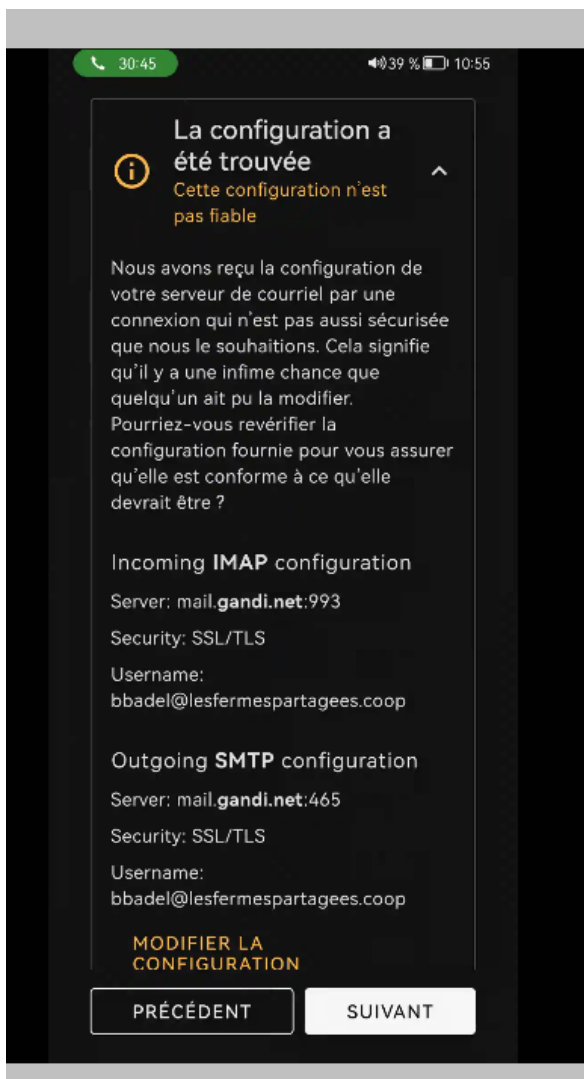 30:45
39 % 10:55
La configuration a
été trouvée
Cette configuration n'est
pas fiable
Nous avons reçu la configuration de
votre serveur de courriel par une
connexion qui n'est pas aussi sécurisée
que nous le souhaitions. Cela signifie
qu'il y a une infime chance que
quelqu'un ait pu la modifier.
Pourriez-vous revérifier la
configuration fournie pour vous assurer
qu'elle est conforme à ce qu'elle
devrait être ?
Incoming IMAP configuration
Server: mail.gandi.net:993
Security: SSL/TLS
Username:
bbadel@lesfermespartagees.coop
Outgoing SMTP configuration
Server: mail.gandi.net:465
Security: SSL/TLS
Username:
bbadel@lesfermespartagees.coop
MODIFIER LA
CONFIGURATION
PRÉCÉDENT SUIVANT